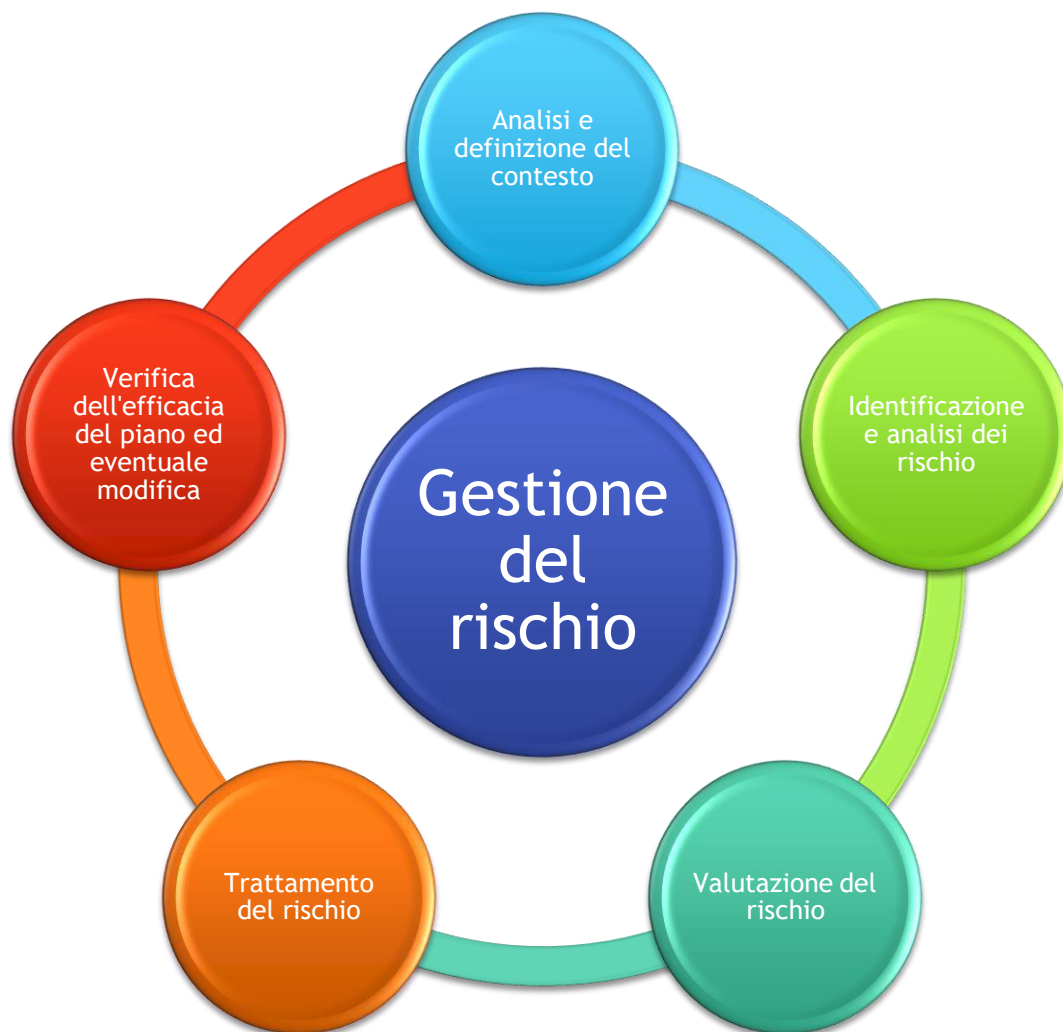 Analisi e
definizione del
contesto
Identificazione
e analisi dei
rischio
Valutazione del
rischio
Trattamento
del rischio
Verifica
dell'efficacia
del piano ed
eventuale
modifica
Gestione
del
rischio